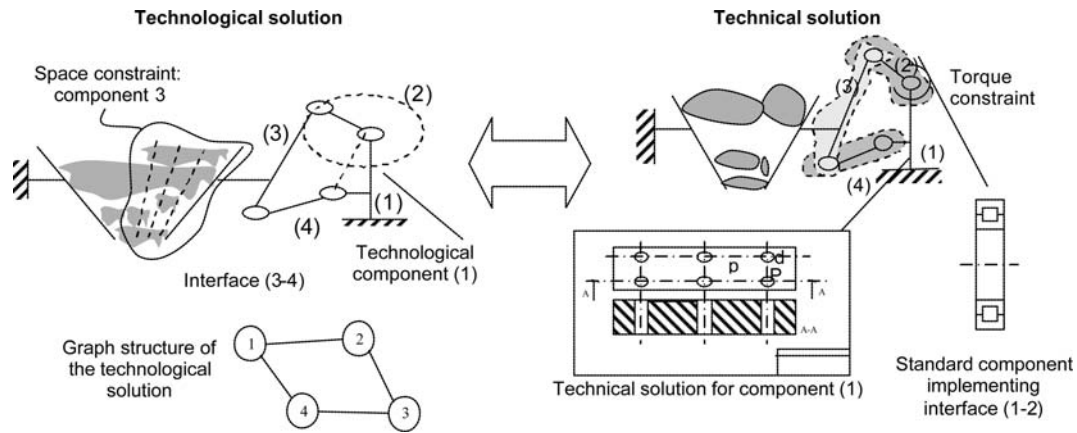 Technological solution
Space constraint:
component 3
(2)
(3)
(1)
(4)
Technological
component (1)
Interface (3-4)
Graph structure of
the technological
solution
1
2
4
3
Technical solution
(2)
(3)
Torque
constraint
(1)
(4)
d
p
P
A
A
A-A
Technical solution for component (1)
Standard component
implementing
interface (1-2)